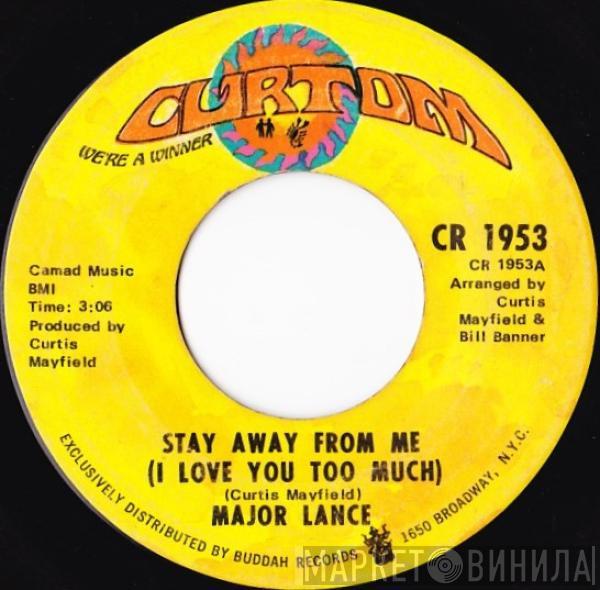 CURTOM
WE'RE A WINNER
CR 1953
CR 1953A
Arranged by
Curtis
Mayfield &
Bill Banner
Camad Music
BMI
Time: 3:06
Produced by
Curtis
Mayfield
STAY AWAY FROM ME
(I LOVE YOU TOO MUCH)
(Curtis Mayfield)
MAJOR LANCE
EXCLUSIVELY DISTRIBUTED BY BUDDAH RECORDS 1650 BROADWAY, N.Y.C.
МАРКЕТ ВИНИЛА